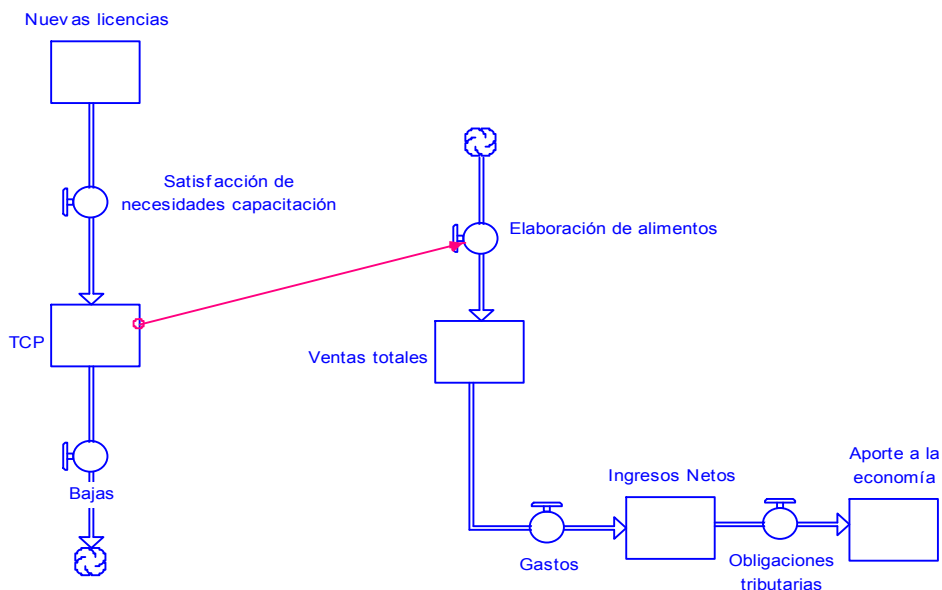 Nuevas licencias
Satisfacción de
necesidades capacitación
Elaboración de alimentos
TCP
Ventas totales
Bajas
Gastos
Ingresos Netos
Obligaciones
tributarias
Aporte a la
economía